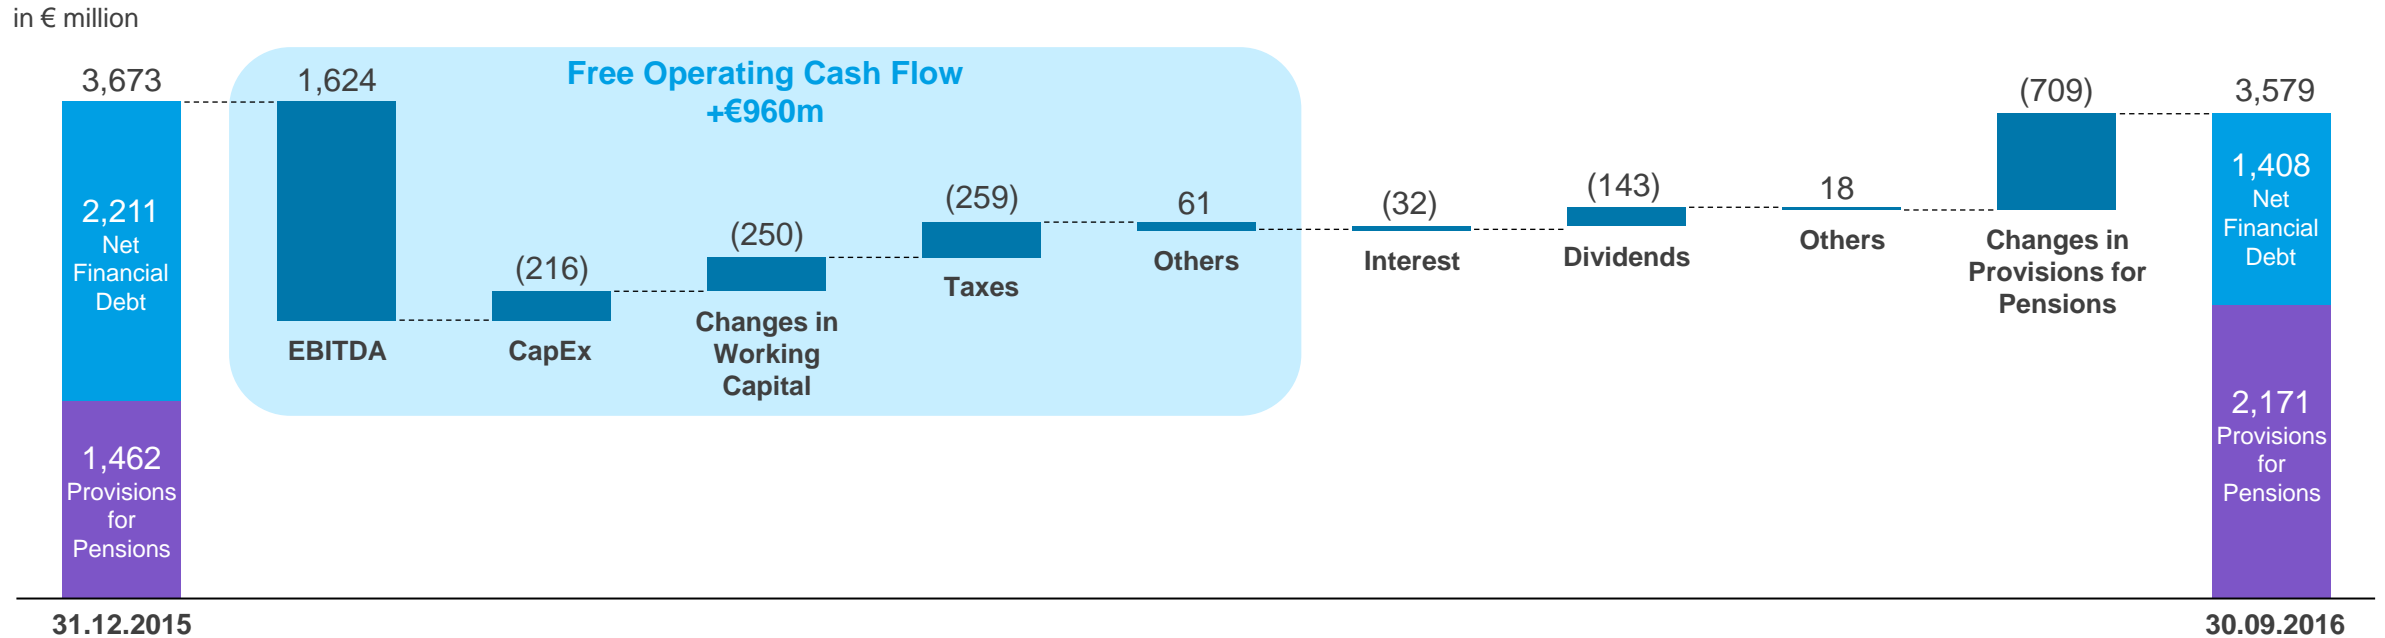 in € million
3,673
2,211
Net
Financial
Debt
1,462
Provisions
for
Pensions
31.12.2015
Free Operating Cash Flow
+€960m
1,624
EBITDA
(216)
CapEx
(250)
Changes in
Working
Capital
(259)
Taxes
61
Others
(32)
Interest
(143)
Dividends
18
Others
(709)
Changes in
Provisions for
Pensions
3,579
1,408
Net
Financial
Debt
2,171
Provisions
for
Pensions
30.09.2016